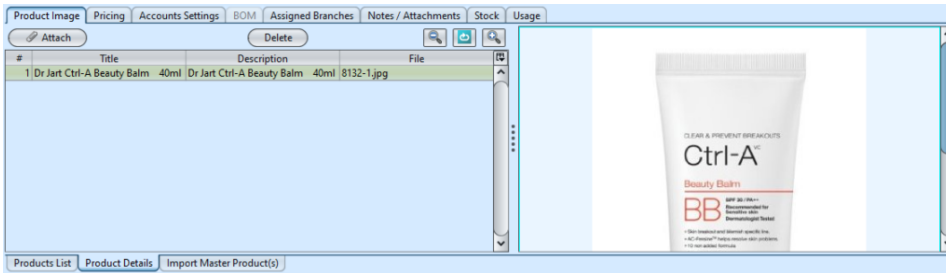 Product Image Pricing Accounts Settings BOM Assigned Branches Notes / Attachments Stock Usage
Attach Delete
# Title Description File
1 Dr Jart Ctrl-A Beauty Balm 40ml Dr Jart Ctrl-A Beauty Balm 40ml 8132-1.jpg
CLEAR & PREVENT BREAKOUTS
Ctrl-A
Beauty Balm
BB
Recommended for
Sensitive skin
Dermatologist Tested
Products List Product Details Import Master Product(s)